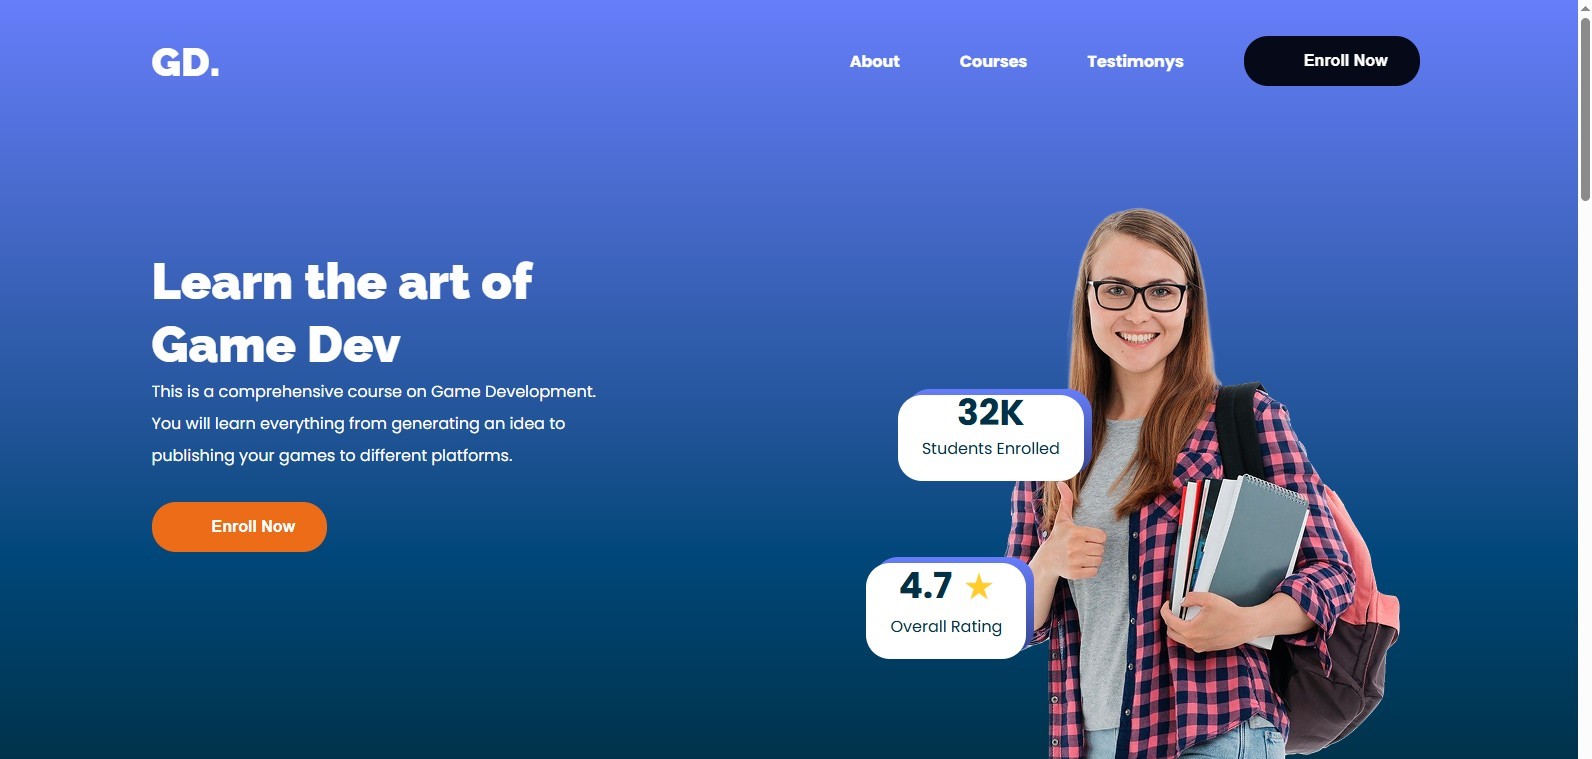 GD.
About
Courses
Testimonys
Enroll Now
Learn the art of
Game Dev
This is a comprehensive course on Game Development.
You will learn everything from generating an idea to
publishing your games to different platforms.
Enroll Now
32K
Students Enrolled
4.7 ★
Overall Rating